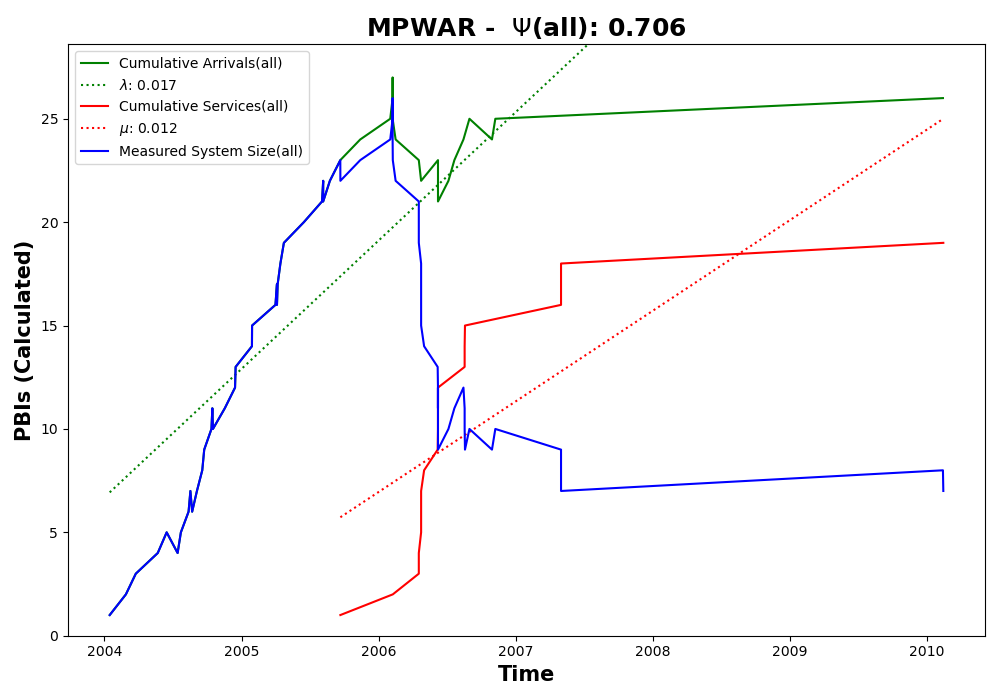 MPWAR -  Ψ(all): 0.706
Cumulative Arrivals(all)
λ: 0.017
Cumulative Services(all)
μ: 0.012
Measured System Size(all)
PBIs (Calculated)
25
20
15
10
5
0
2004 2005 2006 2007 2008 2009 2010
Time